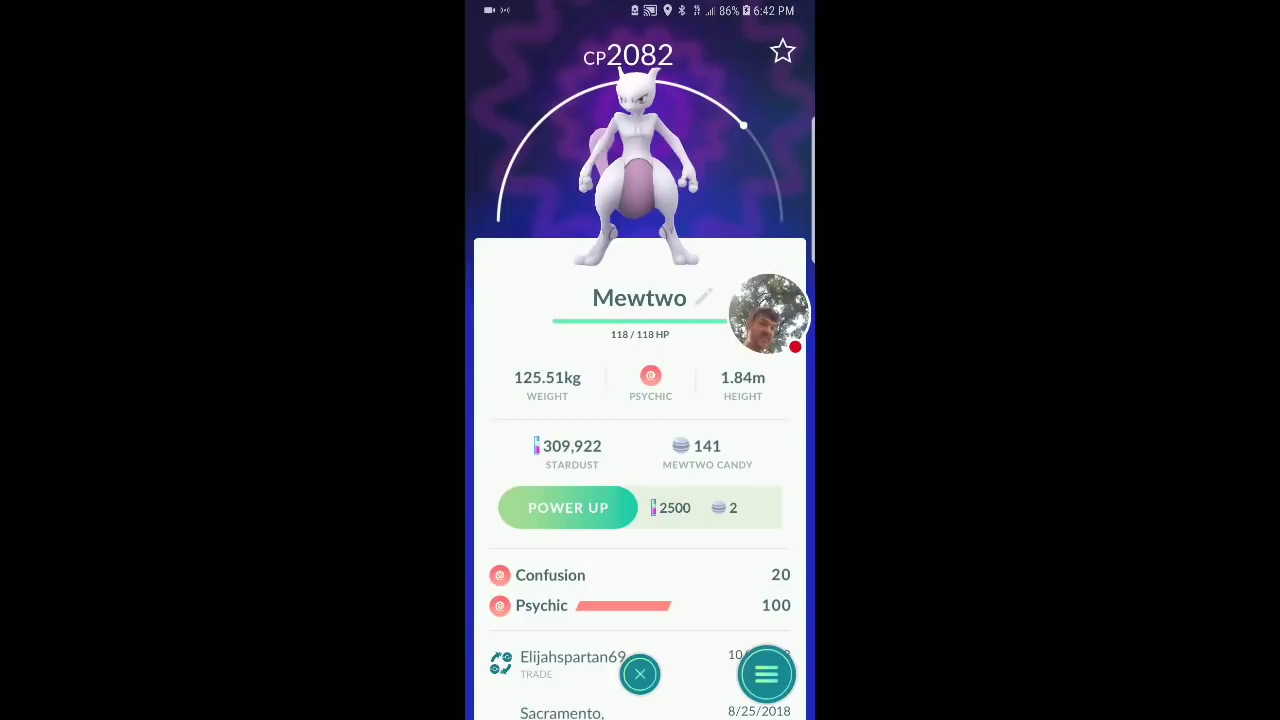 86% 6:42 PM
CP2082
Mewtwo
118 / 118 HP
125.51kg
WEIGHT
PSYCHIC
1.84m
HEIGHT
309,922
STARDUST
141
MEWTWO CANDY
POWER UP
2500
2
Confusion 20
Psychic 100
Elijahspartan69
TRADE
Sacramento,
8/25/2018